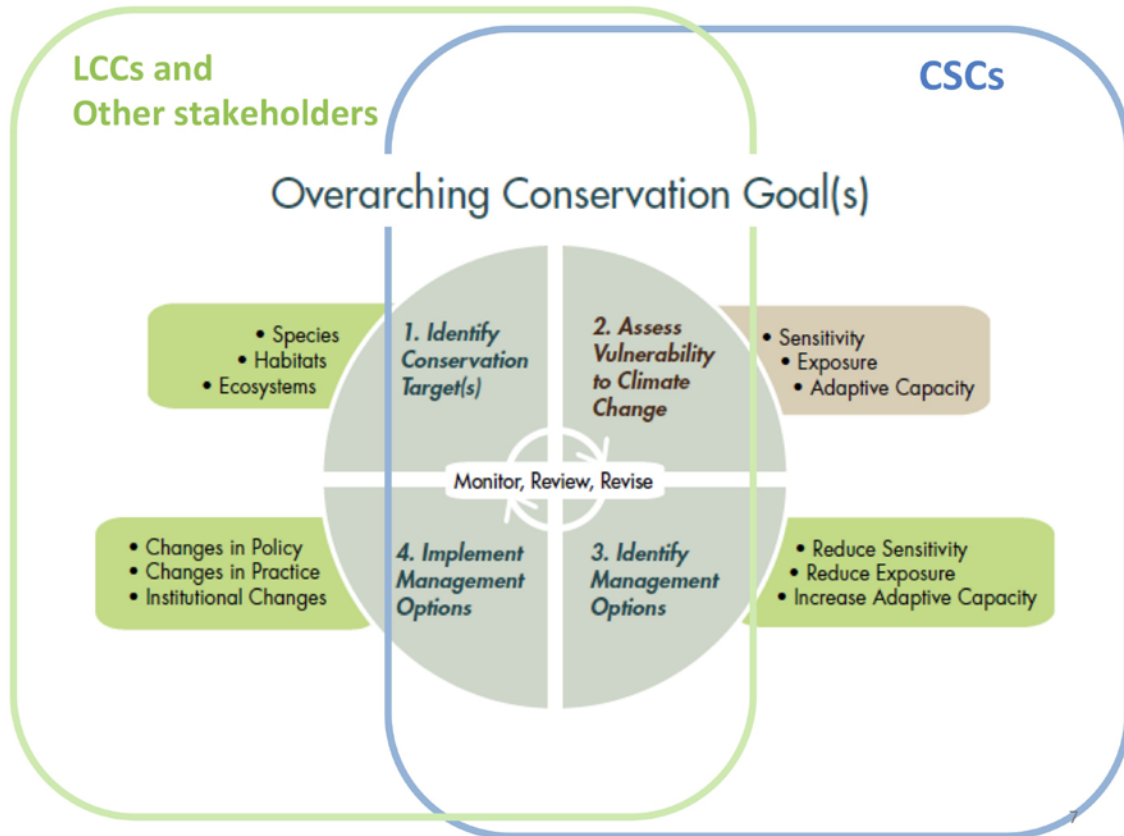 LCCs and
Other stakeholders
CSCs
Overarching Conservation Goal(s)
• Species
• Habitats
• Ecosystems
1. Identify
Conservation
Target(s)
2. Assess
Vulnerability
to Climate
Change
• Sensitivity
• Exposure
• Adaptive Capacity
Monitor, Review, Revise
• Changes in Policy
• Changes in Practice
• Institutional Changes
4. Implement
Management
Options
3. Identify
Management
Options
• Reduce Sensitivity
• Reduce Exposure
• Increase Adaptive Capacity
7